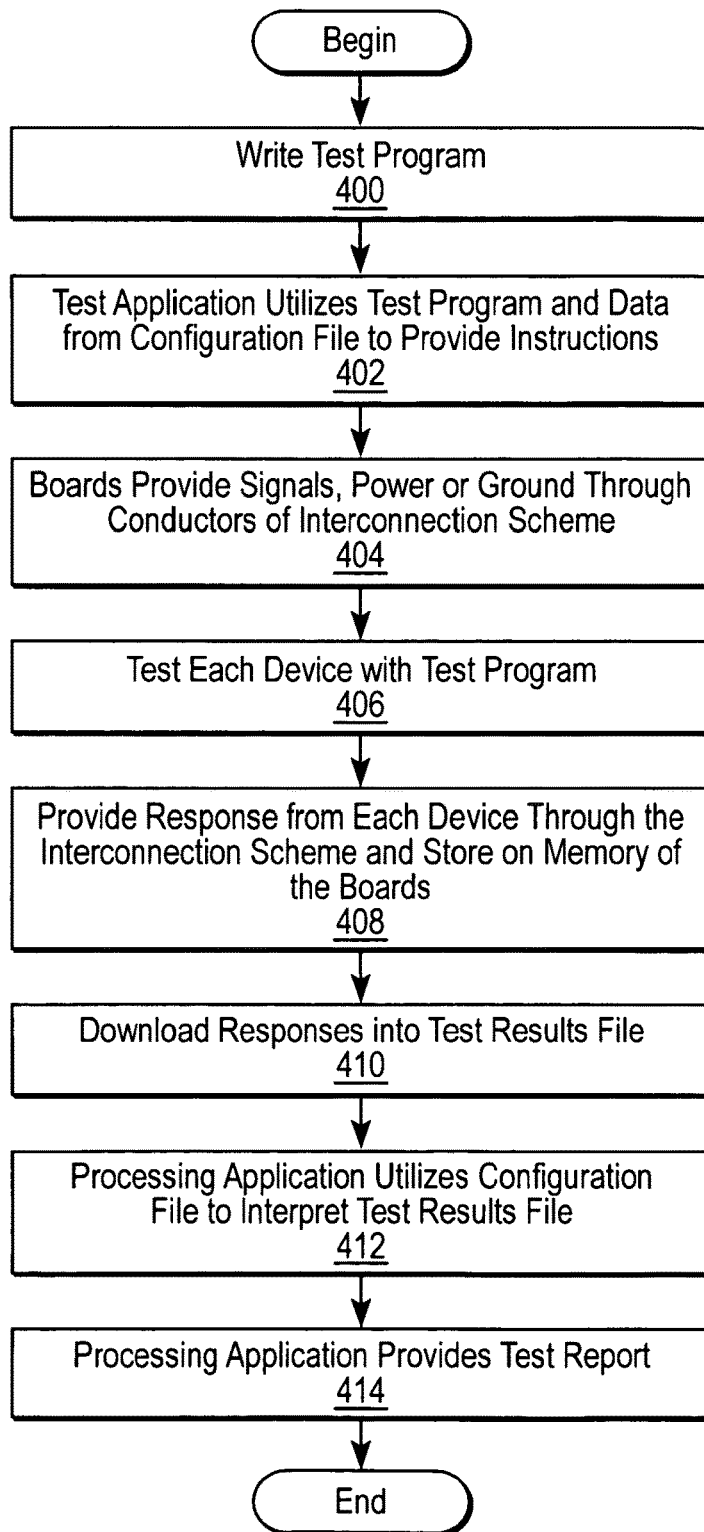 Begin
Write Test Program
400
Test Application Utilizes Test Program and Data
from Configuration File to Provide Instructions
402
Boards Provide Signals, Power or Ground Through
Conductors of Interconnection Scheme
404
Test Each Device with Test Program
406
Provide Response from Each Device Through the
Interconnection Scheme and Store on Memory of
the Boards
408
Download Responses into Test Results File
410
Processing Application Utilizes Configuration
File to Interpret Test Results File
412
Processing Application Provides Test Report
414
End